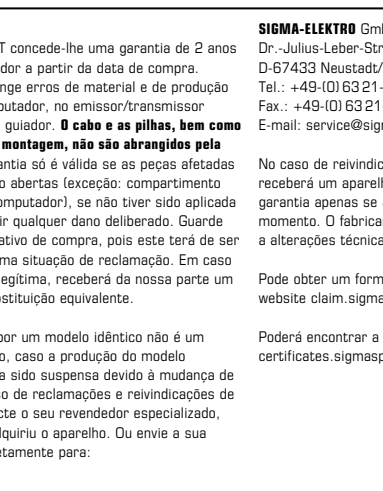 T concede-lhe uma garantia de 2 anos
dor a partir da data de compra.
nge erros de material e de produção
putador, no emissor/transmissor
guiador. O cabo e as pilhas, bem como
montagem, não são abrangidos pela
antia só é válida se as peças afetadas
o abertas (exceção: compartimento
omputador), se não tiver sido aplicada
ir qualquer dano deliberado. Guarde
ativo de compra, pois este terá de ser
ma situação de reclamação. Em caso
egítima, receberá da nossa parte um
stituição equivalente.
por um modelo idêntico não é um
o, caso a produção do modelo
a sido suspensa devido à mudança de
so de reclamações e reivindicações de
cte o seu revendedor especializado,
quiriu o aparelho. Ou envie a sua
etamente para:
SIGMA-ELEKTRO Gmb
Dr.-Julius-Leber-Str
D-67433 Neustadt/
Tel.: +49-(0) 63 21-
Fax.: +49-(0) 63 21-
E-mail: service@sigm
No caso de reivindic
receberá um aparelh
garantia apenas se a
momento. O fabrica
a alterações técnica
Pode obter um form
website claim.sigma
Poderá encontrar a
certificates.sigmasp